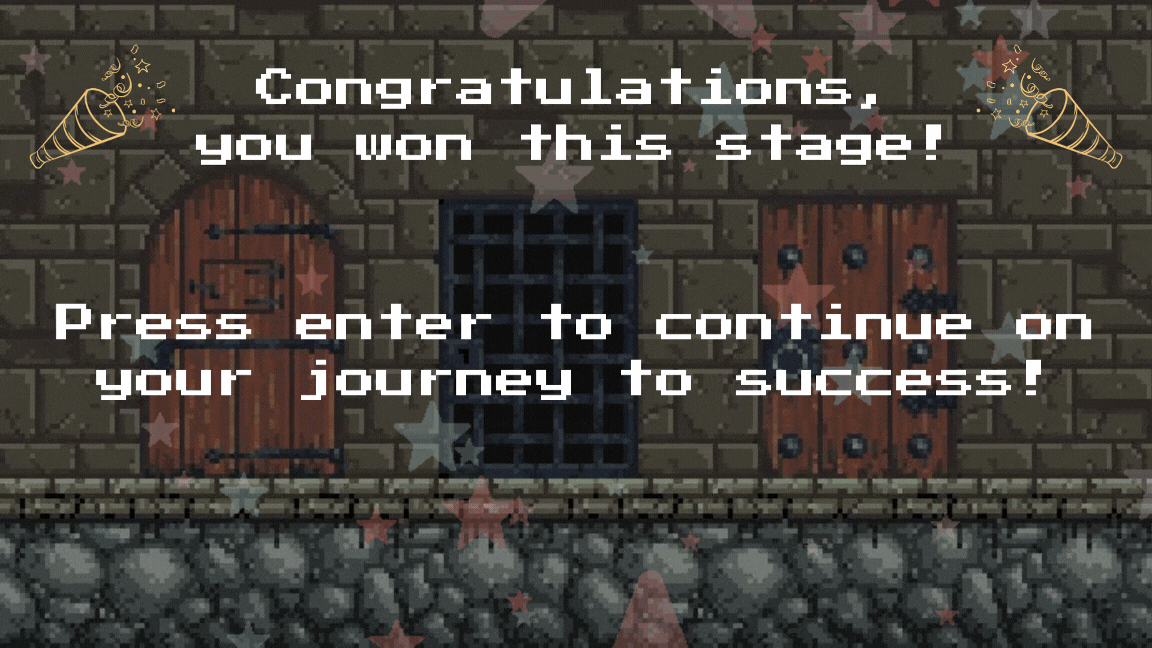 Congratulations,
you won this stage!
Press enter to continue on
your journey to success!